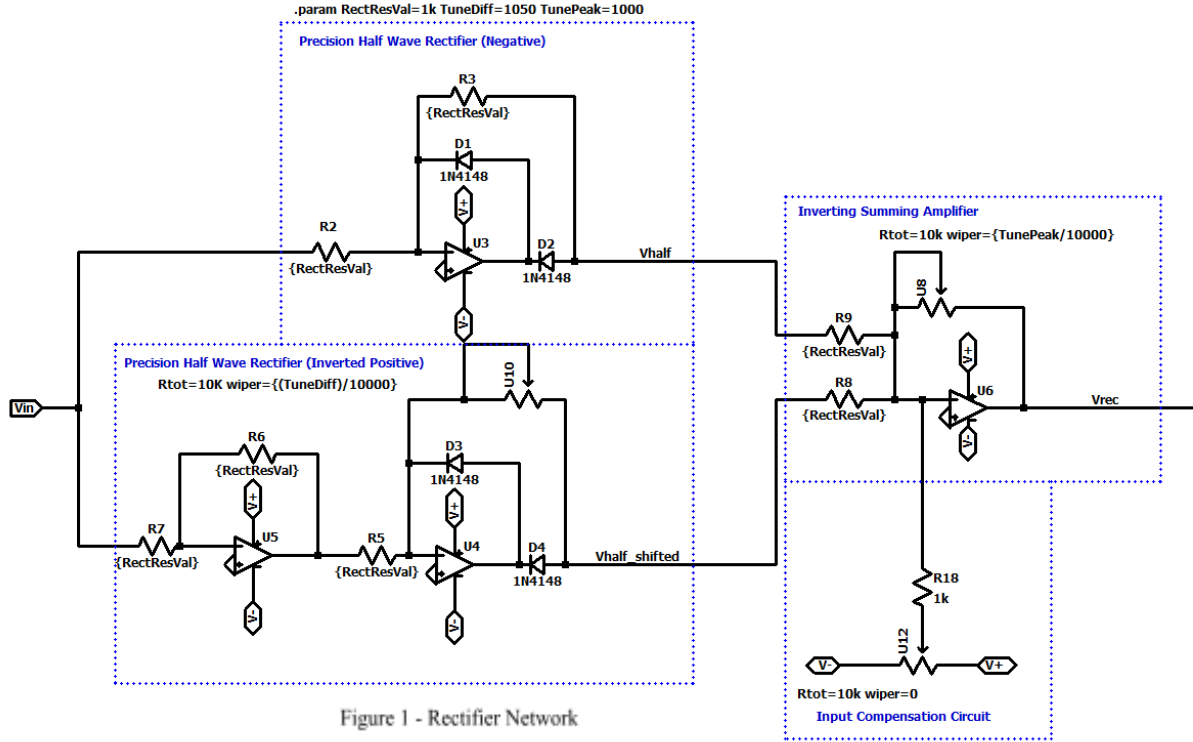 .param RectResVal=1k TuneDiff=1050 TunePeak=1000
Precision Half Wave Rectifier (Negative)
R3
{RectResVal}
D1
1N4148
V+
R2
{RectResVal}
U3
D2
1N4148
Vhalf
V-
Inverting Summing Amplifier
Rtot=10k wiper={TunePeak/10000}
U8
R9
{RectResVal}
V+
R8
{RectResVal}
U6
Vrec
V-
Precision Half Wave Rectifier (Inverted Positive)
Rtot=10K wiper={(TuneDiff)/10000}
U10
Vin
R6
{RectResVal}
D3
1N4148
V+
V+
R7
{RectResVal}
U5
R5
{RectResVal}
U4
D4
1N4148
Vhalf_shifted
V-
V-
R18
1k
U12
V-
V+
Rtot=10k wiper=0
Input Compensation Circuit
Figure 1 - Rectifier Network